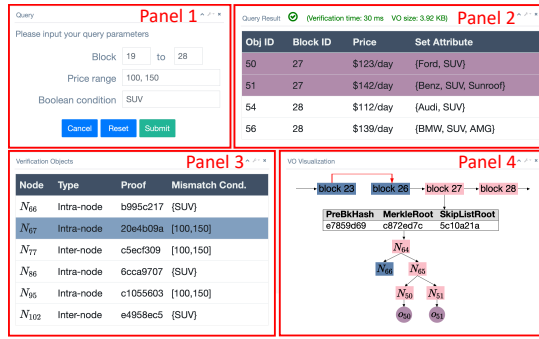 Query
Panel 1
Please input your query parameters
Block 19 to 28
Price range 100, 150
Boolean condition SUV
Cancel Reset Submit
Query Result (Verification time: 30 ms VO size: 3.92 KB)
Panel 2
Obj ID Block ID Price Set Attribute
50 27 $123/day {Ford, SUV}
51 27 $142/day {Benz, SUV, Sunroof}
54 28 $112/day {Audi, SUV}
56 28 $139/day {BMW, SUV, AMG}
Verification Objects
Panel 3
Node Type Proof Mismatch Cond.
N66 Intra-node b995c217 {SUV}
N67 Intra-node 20e4b09a [100,150]
N77 Inter-node c5ecf309 [100,150]
N86 Intra-node 6cca9707 {SUV}
N95 Intra-node c1055603 [100,150]
N102 Inter-node e4958ec5 {SUV}
VO Visualization
Panel 4
block 23 block 26 block 27 block 28
PreBkHash MerkleRoot SkipListRoot
e7859d69 c872ed7c 5c10a21a
N64
N66 N65
N50 N51
o50 o51